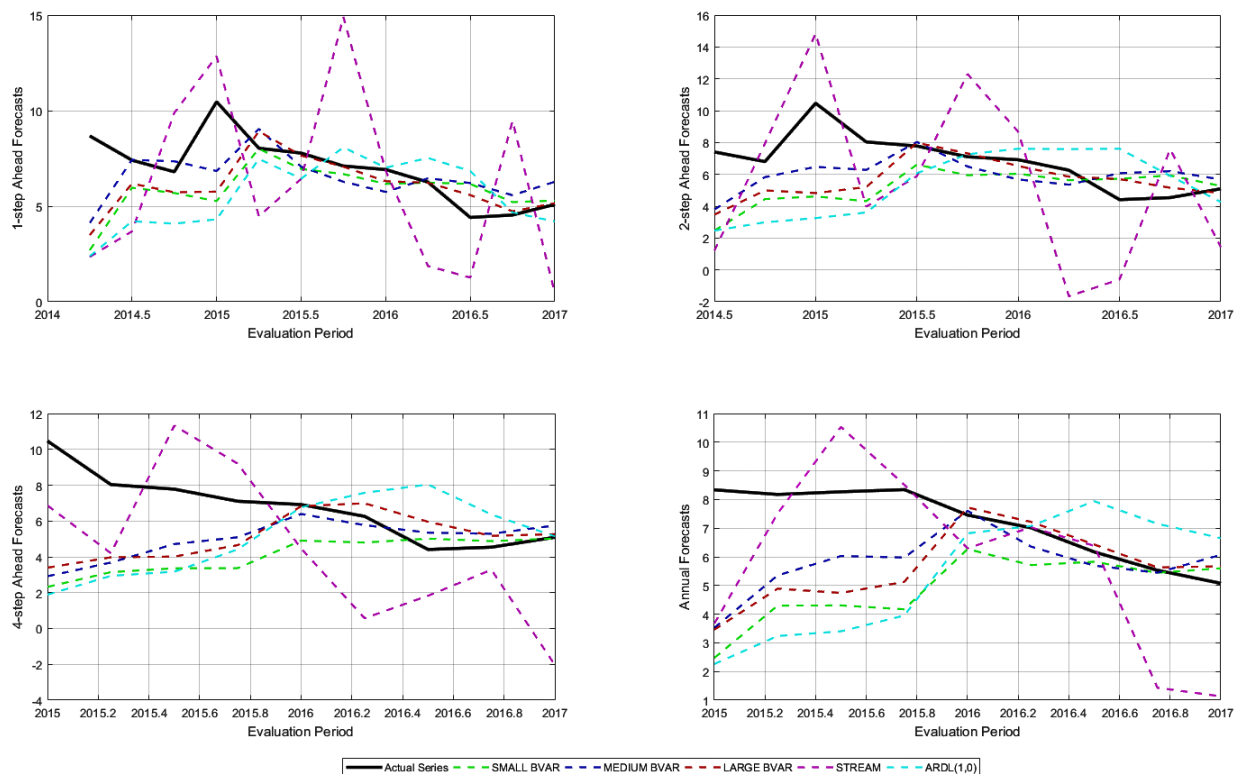 15
10
5
0
1-step Ahead Forecasts
2014 2014.5 2015 2015.5 2016 2016.5 2017
Evaluation Period
16
14
12
10
8
6
4
2
0
-2
2-step Ahead Forecasts
2014.5 2015 2015.5 2016 2016.5 2017
Evaluation Period
12
10
8
6
4
2
0
-2
-4
4-step Ahead Forecasts
2015 2015.2 2015.4 2015.6 2015.8 2016 2016.2 2016.4 2016.6 2016.8 2017
Evaluation Period
11
10
9
8
7
6
5
4
3
2
1
Annual Forecasts
2015 2015.2 2015.4 2015.6 2015.8 2016 2016.2 2016.4 2016.6 2016.8 2017
Evaluation Period
Actual Series SMALL BVAR MEDIUM BVAR LARGE BVAR STREAM ARDL(1,0)